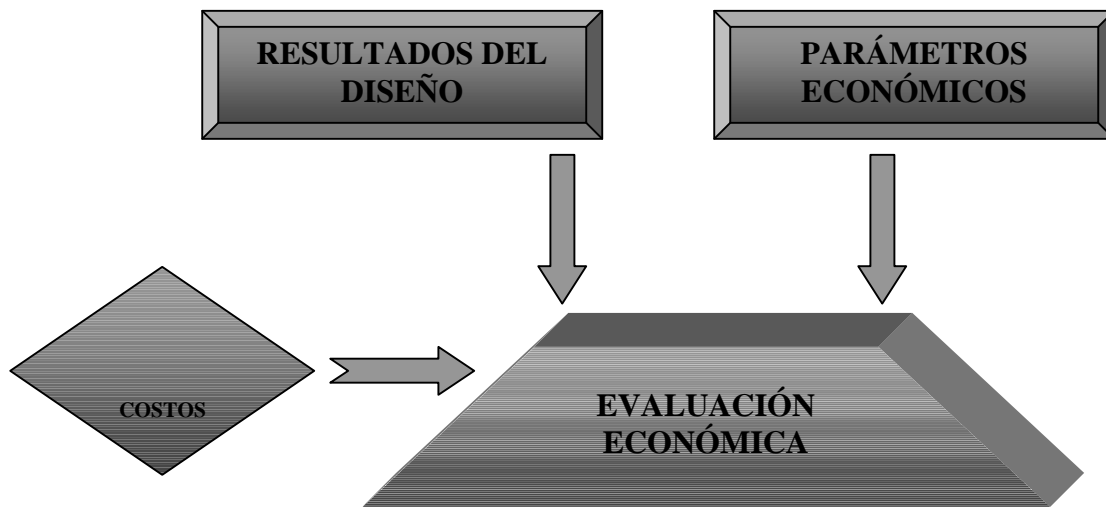 RESULTADOS DEL
DISEÑO
PARÁMETROS
ECONÓMICOS
COSTOS
EVALUACIÓN
ECONÓMICA